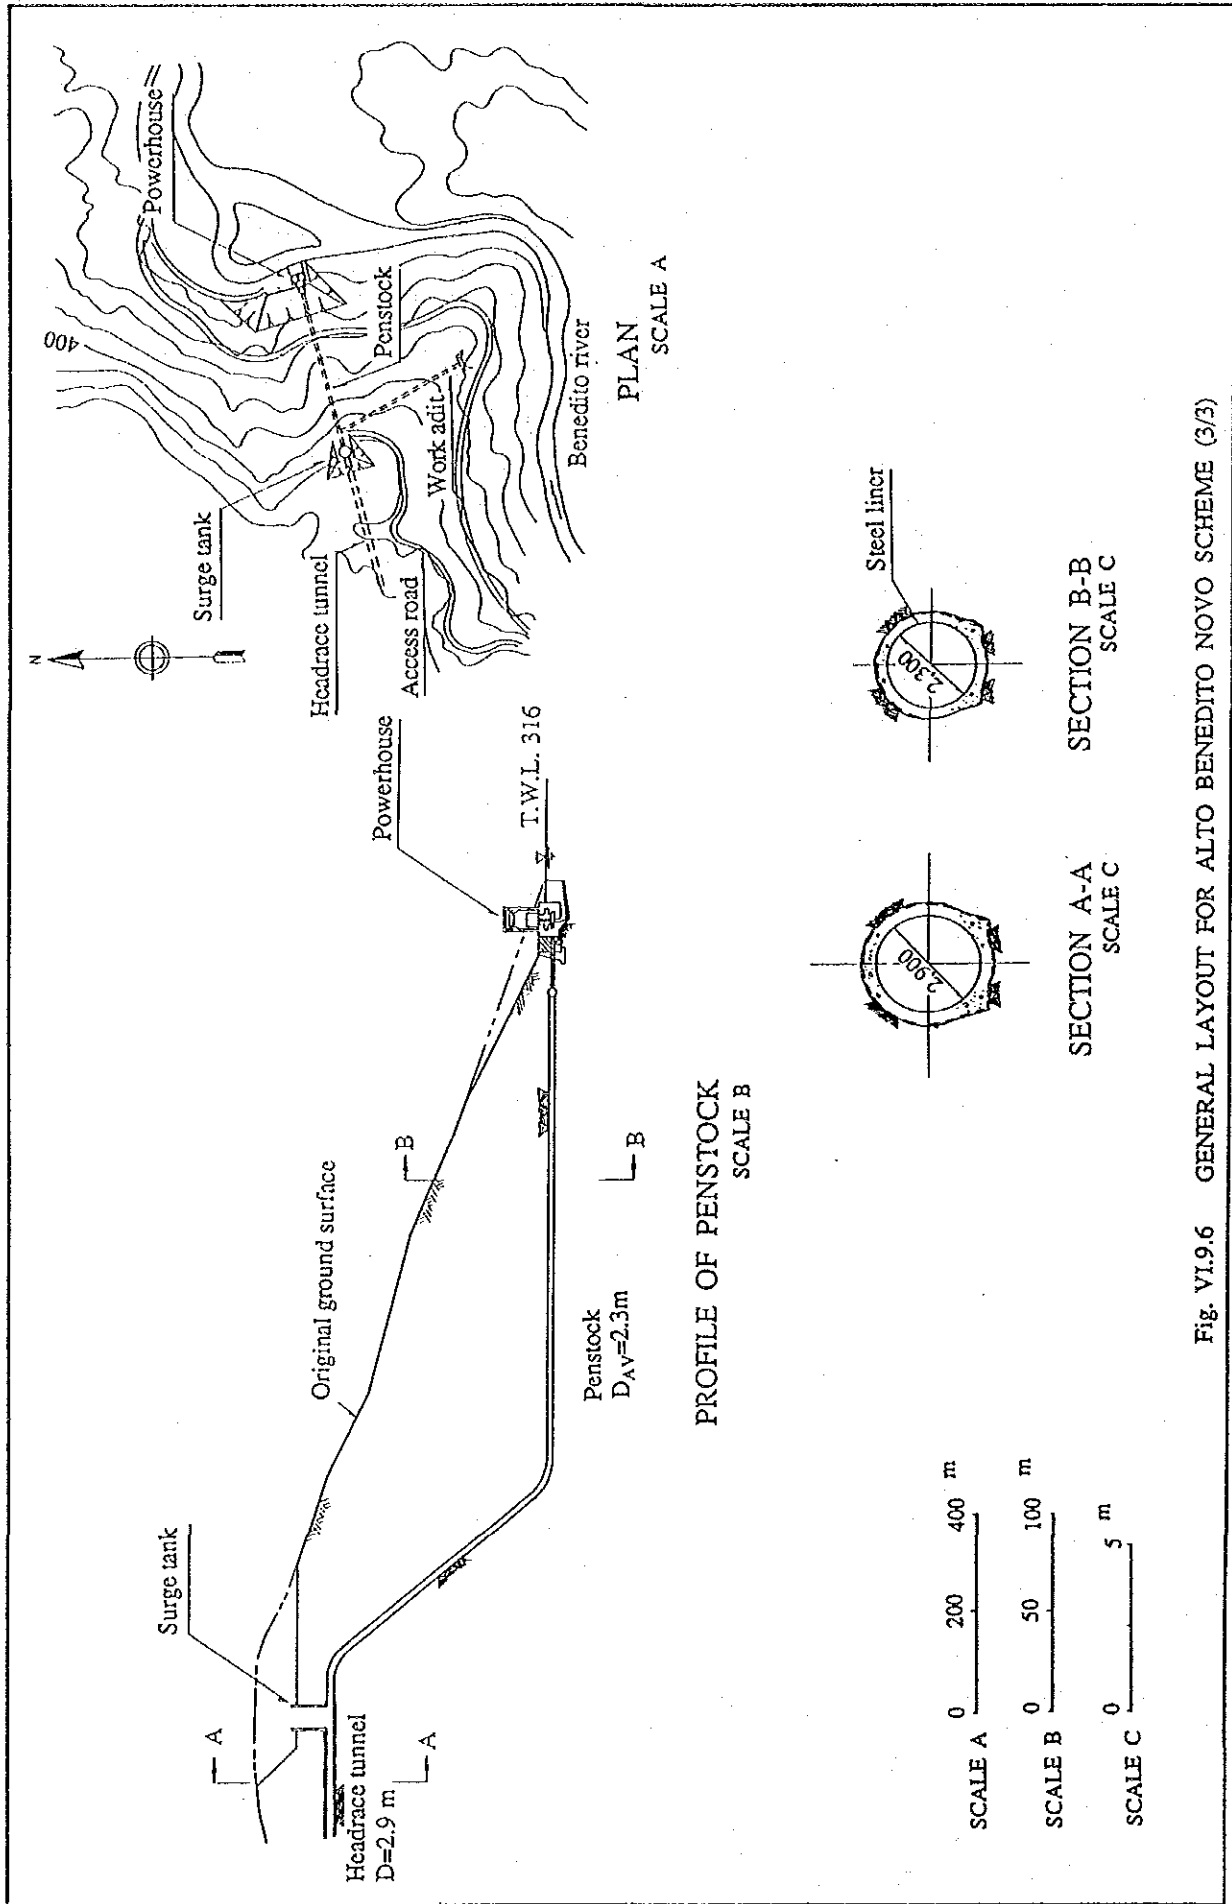 Surge tank
Original ground surface
A
A
Headrace tunnel
D=2.9 m
B
B
Penstock
D_AV=2.3m
Powerhouse
T.W.L. 316
PROFILE OF PENSTOCK
SCALE B
N
Surge tank
Headrace tunnel
Access road
400
Powerhouse
Penstock
Work adit
Benedito river
PLAN
SCALE A
SCALE A
0
200
400
m
SCALE B
0
50
100
m
SCALE C
0
5
m
2,900
SECTION A-A
SCALE C
Steel liner
2,300
SECTION B-B
SCALE C
Fig. VI.9.6 GENERAL LAYOUT FOR ALTO BENEDITO NOVO SCHEME (3/3)